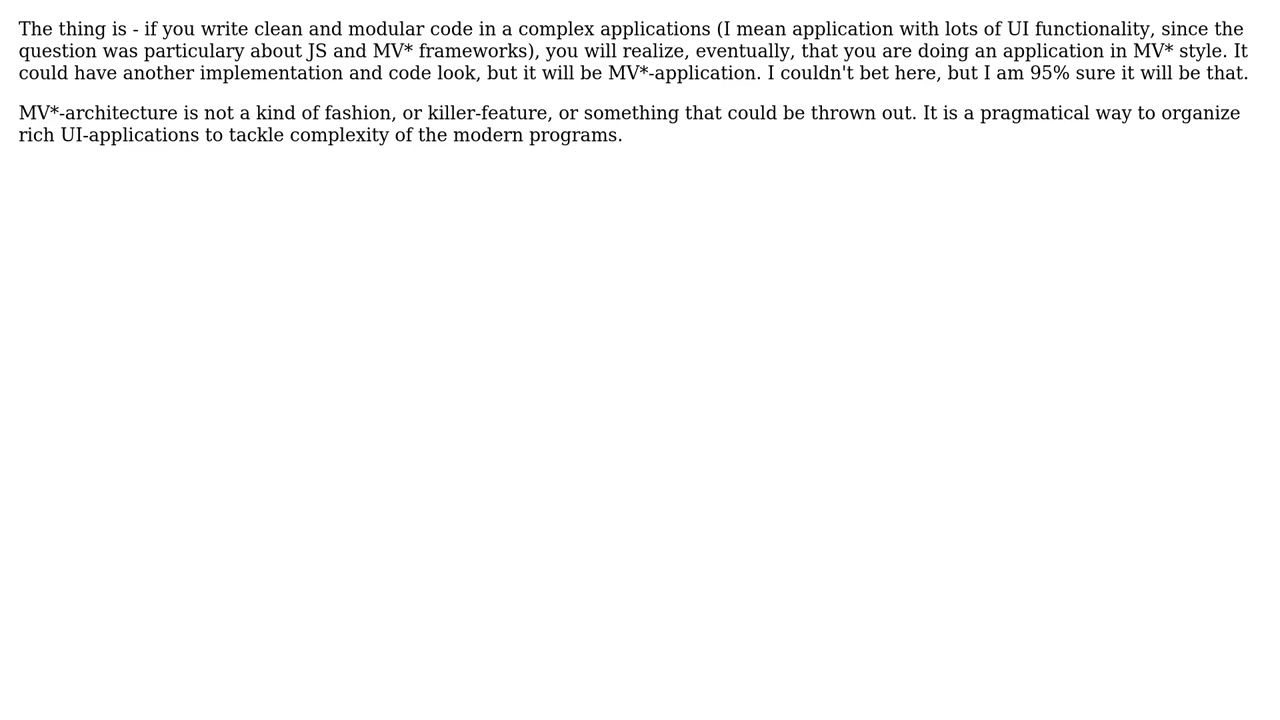 The thing is - if you write clean and modular code in a complex applications (I mean application with lots of UI functionality, since the
question was particulary about JS and MV* frameworks), you will realize, eventually, that you are doing an application in MV* style. It
could have another implementation and code look, but it will be MV*-application. I couldn't bet here, but I am 95% sure it will be that.
MV*-architecture is not a kind of fashion, or killer-feature, or something that could be thrown out. It is a pragmatical way to organize
rich UI-applications to tackle complexity of the modern programs.